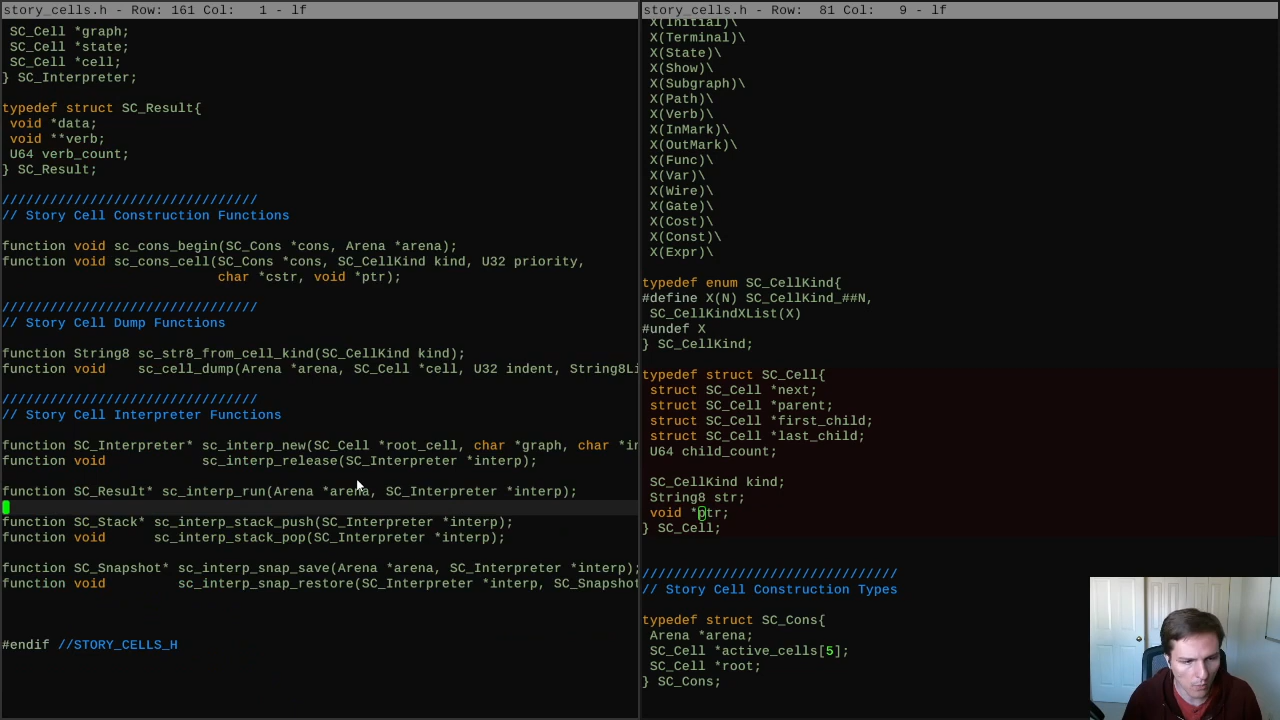 story_cells.h - Row: 161 Col:   1 - lf
 SC_Cell *graph;
 SC_Cell *state;
 SC_Cell *cell;
} SC_Interpreter;
typedef struct SC_Result{
 void *data;
 void **verb;
 U64 verb_count;
} SC_Result;
////////////////////////////////
// Story Cell Construction Functions
function void sc_cons_begin(SC_Cons *cons, Arena *arena);
function void sc_cons_cell(SC_Cons *cons, SC_CellKind kind, U32 priority,
                           char *cstr, void *ptr);
////////////////////////////////
// Story Cell Dump Functions
function String8 sc_str8_from_cell_kind(SC_CellKind kind);
function void    sc_cell_dump(Arena *arena, SC_Cell *cell, U32 indent, String8Li
////////////////////////////////
// Story Cell Interpreter Functions
function SC_Interpreter* sc_interp_new(SC_Cell *root_cell, char *graph, char *in
function void            sc_interp_release(SC_Interpreter *interp);
function SC_Result* sc_interp_run(Arena *arena, SC_Interpreter *interp);
function SC_Stack* sc_interp_stack_push(SC_Interpreter *interp);
function void      sc_interp_stack_pop(SC_Interpreter *interp);
function SC_Snapshot* sc_interp_snap_save(Arena *arena, SC_Interpreter *interp);
function void         sc_interp_snap_restore(SC_Interpreter *interp, SC_Snapshot
#endif //STORY_CELLS_H
story_cells.h - Row:  81 Col:   9 - lf
 X(Initial)\
 X(Terminal)\
 X(State)\
 X(Show)\
 X(Subgraph)\
 X(Path)\
 X(Verb)\
 X(InMark)\
 X(OutMark)\
 X(Func)\
 X(Var)\
 X(Wire)\
 X(Gate)\
 X(Cost)\
 X(Const)\
 X(Expr)\
typedef enum SC_CellKind{
#define X(N) SC_CellKind_##N,
 SC_CellKindXList(X)
#undef X
} SC_CellKind;
typedef struct SC_Cell{
 struct SC_Cell *next;
 struct SC_Cell *parent;
 struct SC_Cell *first_child;
 struct SC_Cell *last_child;
 U64 child_count;
 SC_CellKind kind;
 String8 str;
 void *ptr;
} SC_Cell;
////////////////////////////////
// Story Cell Construction Types
typedef struct SC_Cons{
 Arena *arena;
 SC_Cell *active_cells[5];
 SC_Cell *root;
} SC_Cons;